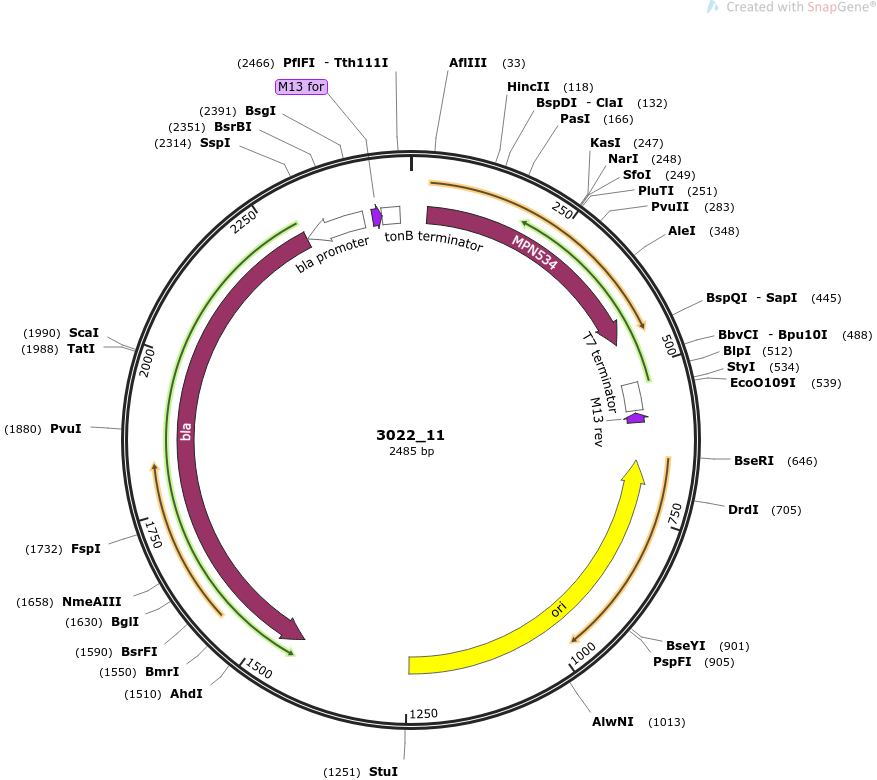 Created with SnapGene®
(2466) PflFI - Tth111I
AflIII (33)
M13 for
HincII (118)
BspDI - ClaI (132)
(2391) BsgI
PasI (166)
(2351) BsrBI
(2314) SspI
KasI (247)
NarI (248)
SfoI (249)
PluTI (251)
PvuII (283)
AleI (348)
250
2250
tonB terminator
bla promoter
MPN534
BspQI - SapI (445)
BbvCI - Bpu10I (488)
BlpI (512)
StyI (534)
EcoO109I (539)
500
T7 terminator
M13 rev
(1990) ScaI
(1988) TatI
2000
(1880) PvuI
bla
3022_11
2485 bp
BseRI (646)
DrdI (705)
750
1750
(1732) FspI
(1658) NmeAIII
(1630) BglI
(1590) BsrFI
(1550) BmrI
(1510) AhdI
1500
ori
BseYI (901)
PspFI (905)
1000
AlwNI (1013)
1250
(1251) StuI